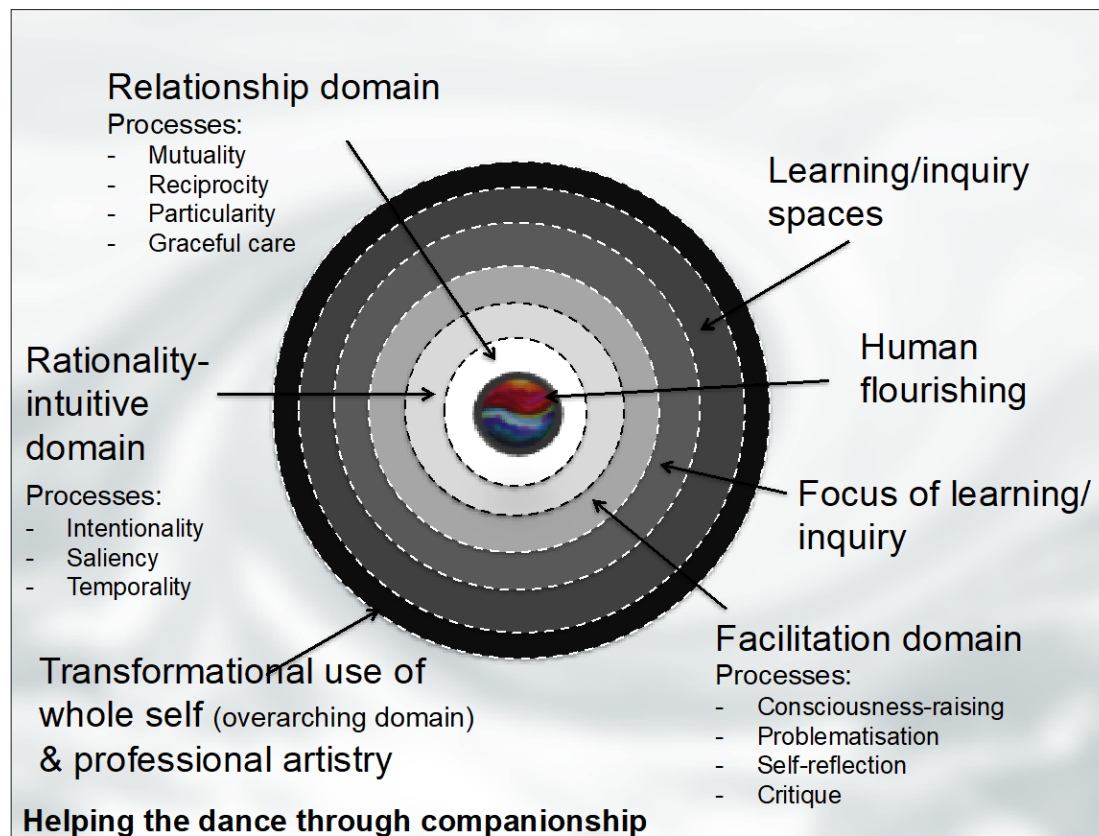 Relationship domain
Processes:
- Mutuality
- Reciprocity
- Particularity
- Graceful care
Learning/inquiry
spaces
Rationality-
intuitive
domain
Processes:
- Intentionality
- Saliency
- Temporality
Human
flourishing
Focus of learning/
inquiry
Transformational use of
whole self (overarching domain)
& professional artistry
Facilitation domain
Processes:
- Consciousness-raising
- Problematisation
- Self-reflection
- Critique
Helping the dance through companionship